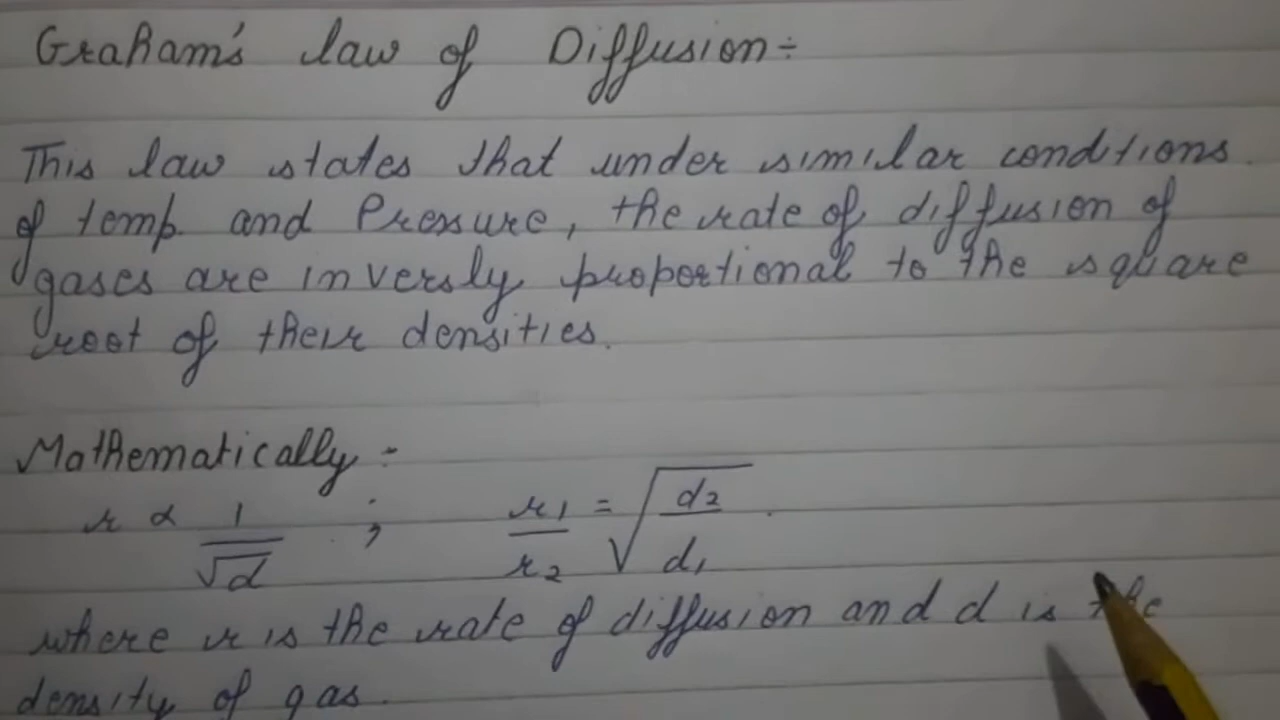 Graham's law of Diffusion÷
This law states that under similar conditions
of temp. and Pressure, the rate of diffusion of
gases are inversly proportional to the square
root of their densities.
Mathematically :-
r ∝ 1/√d ; r1/r2 = √(d2/d1).
where r is the rate of diffusion and d is the
density of gas.